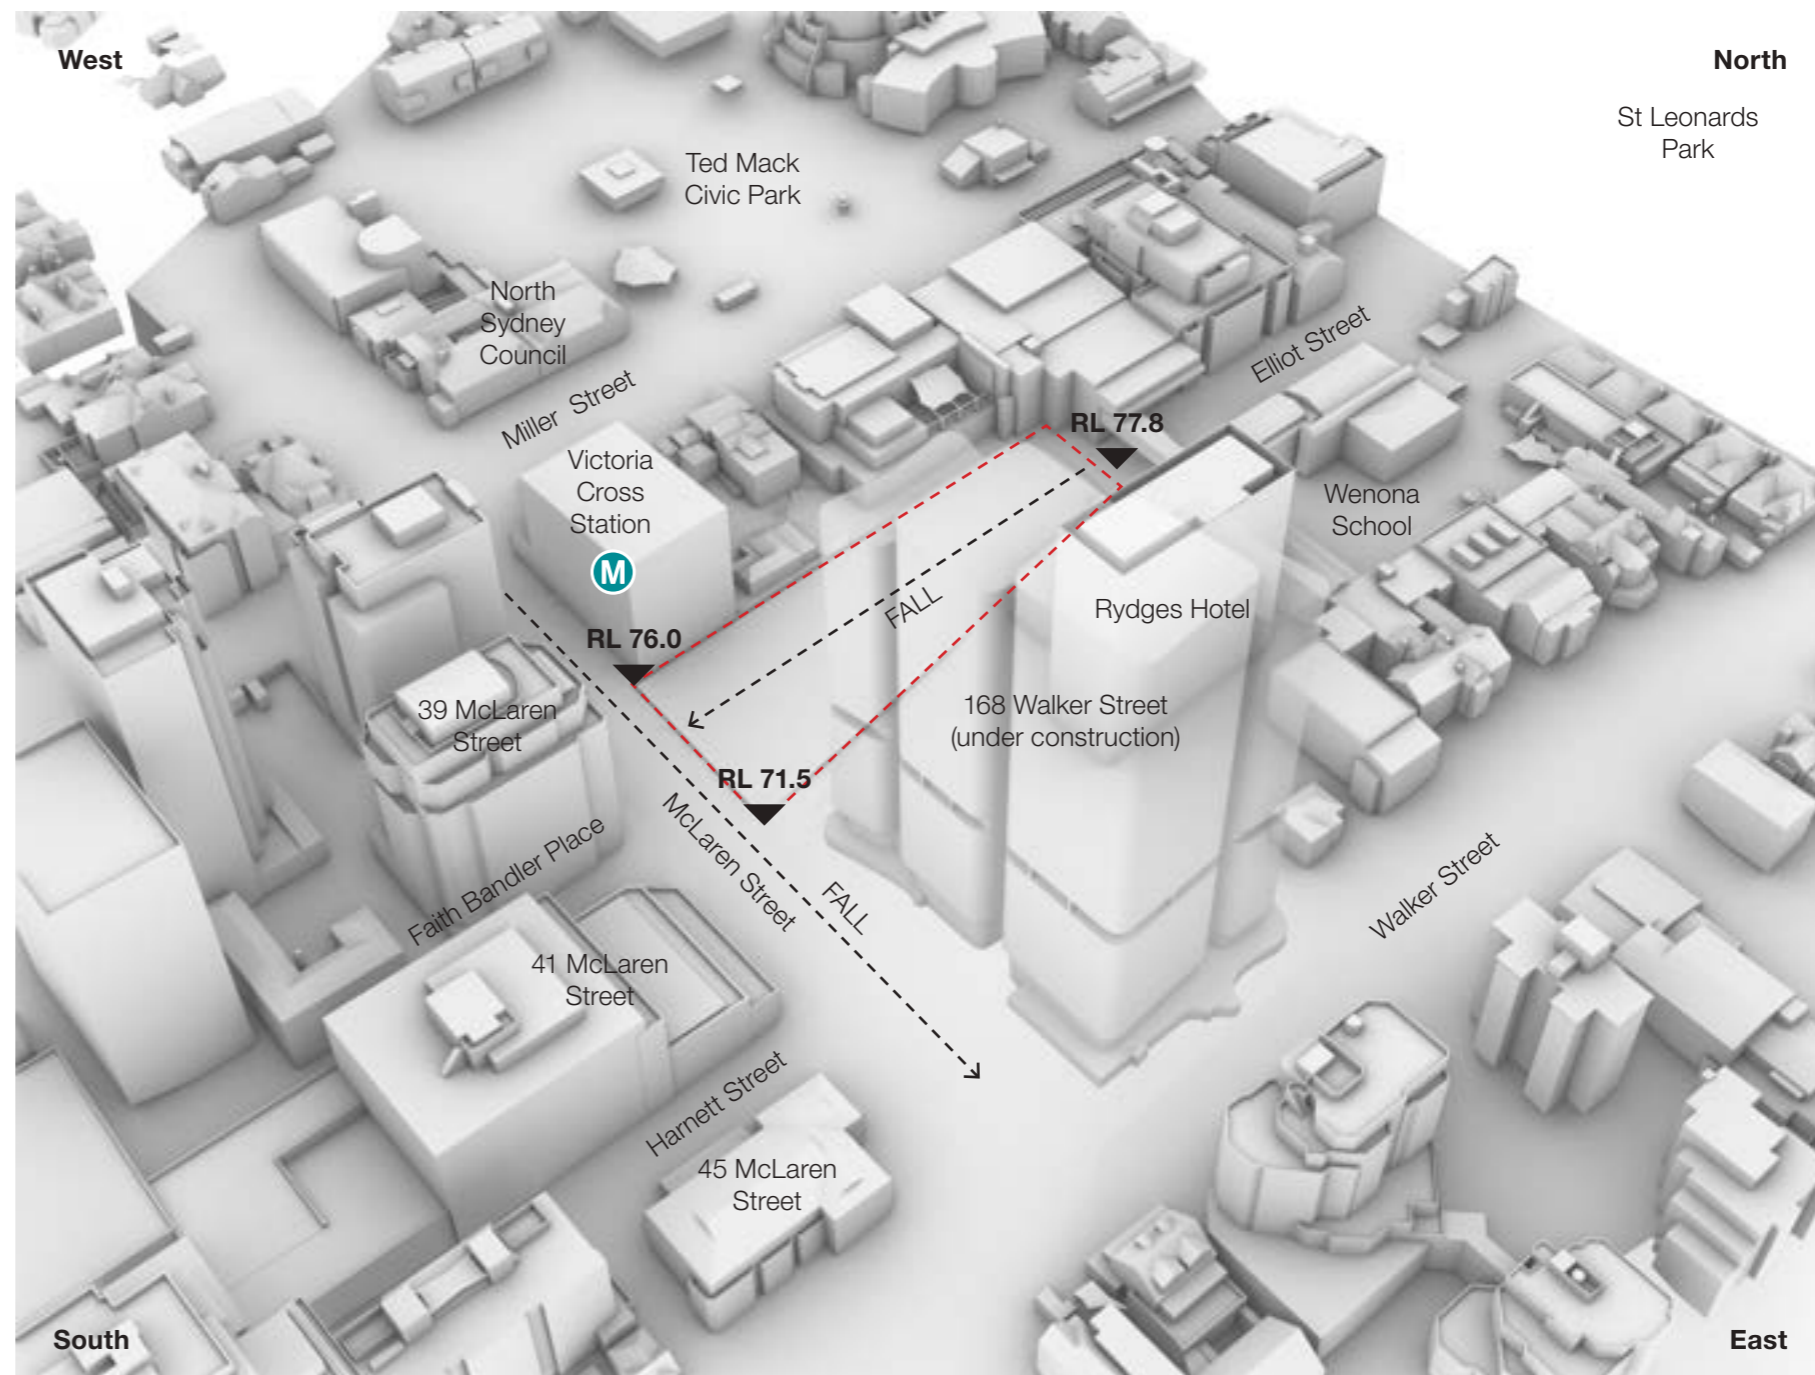 West
North
St Leonards
Park
Ted Mack
Civic Park
North
Sydney
Council
Miller Street
Elliot Street
RL 77.8
Victoria
Cross
Station
M
Wenona
School
FALL
Rydges Hotel
RL 76.0
39 McLaren
Street
168 Walker Street
(under construction)
RL 71.5
McLaren Street
FALL
Faith Bandler Place
Walker Street
41 McLaren
Street
Harnett Street
45 McLaren
Street
South
East